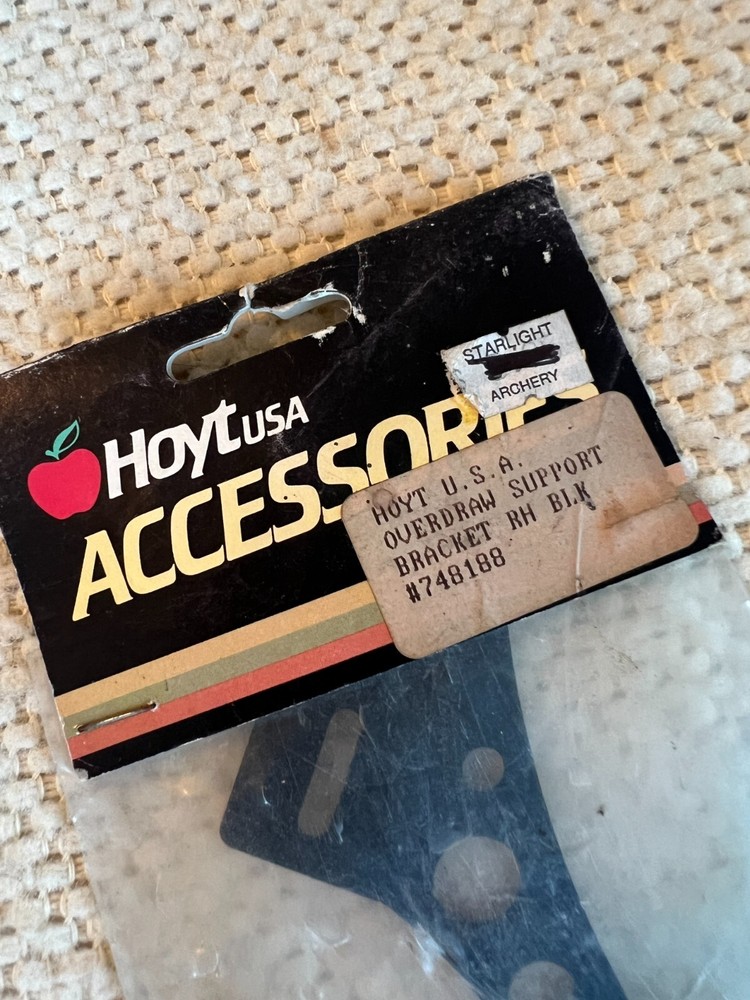 STARLIGHT
ARCHERY
Hoyt USA
ACCESSORIES
HOYT U.S.A.
OVERDRAW SUPPORT
BRACKET RH BLK
#748188